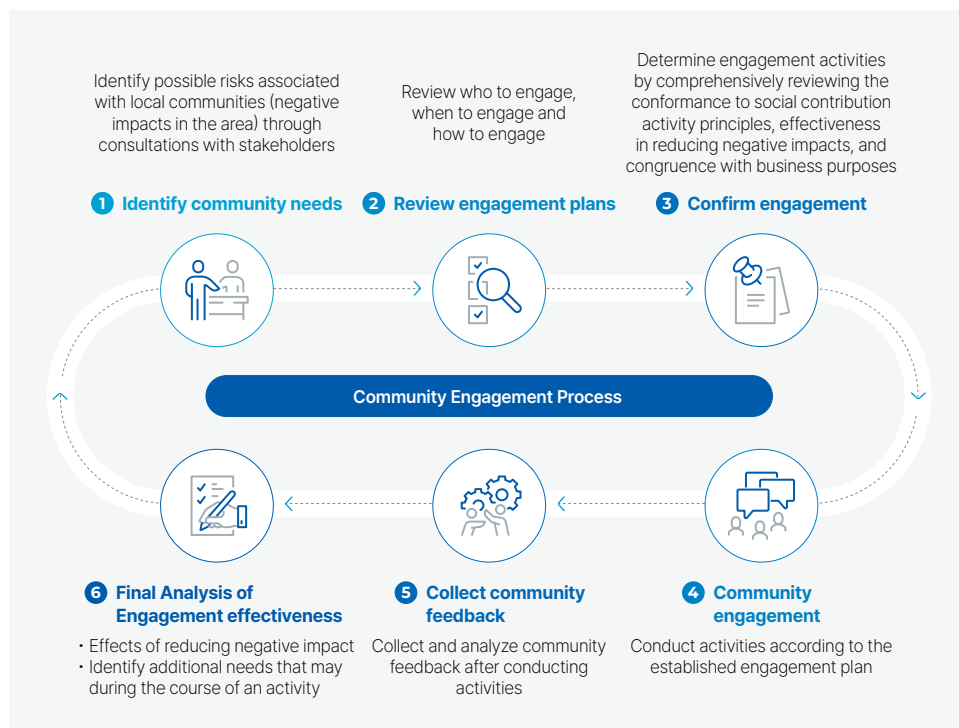 Identify possible risks associated
with local communities (negative
impacts in the area) through
consultations with stakeholders
1 Identify community needs
Review who to engage,
when to engage and
how to engage
2 Review engagement plans
Determine engagement activities
by comprehensively reviewing the
conformance to social contribution
activity principles, effectiveness
in reducing negative impacts, and
congruence with business purposes
3 Confirm engagement
Community Engagement Process
4 Community
engagement
Conduct activities according to the
established engagement plan
5 Collect community
feedback
Collect and analyze community
feedback after conducting
activities
6 Final Analysis of
Engagement effectiveness
• Effects of reducing negative impact
• Identify additional needs that may
during the course of an activity